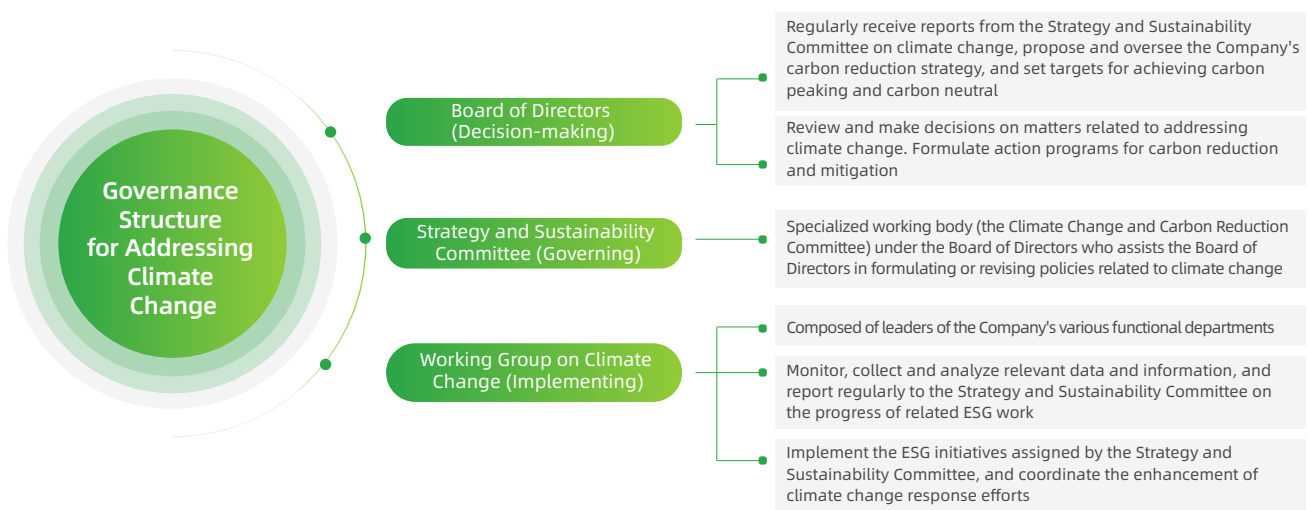 Governance
Structure
for Addressing
Climate
Change
Board of Directors
(Decision-making)
Regularly receive reports from the Strategy and Sustainability
Committee on climate change, propose and oversee the Company's
carbon reduction strategy, and set targets for achieving carbon
peaking and carbon neutral
Review and make decisions on matters related to addressing
climate change. Formulate action programs for carbon reduction
and mitigation
Strategy and Sustainability
Committee (Governing)
Specialized working body (the Climate Change and Carbon Reduction
Committee) under the Board of Directors who assists the Board of
Directors in formulating or revising policies related to climate change
Working Group on Climate
Change (Implementing)
Composed of leaders of the Company's various functional departments
Monitor, collect and analyze relevant data and information, and
report regularly to the Strategy and Sustainability Committee on
the progress of related ESG work
Implement the ESG initiatives assigned by the Strategy and
Sustainability Committee, and coordinate the enhancement of
climate change response efforts